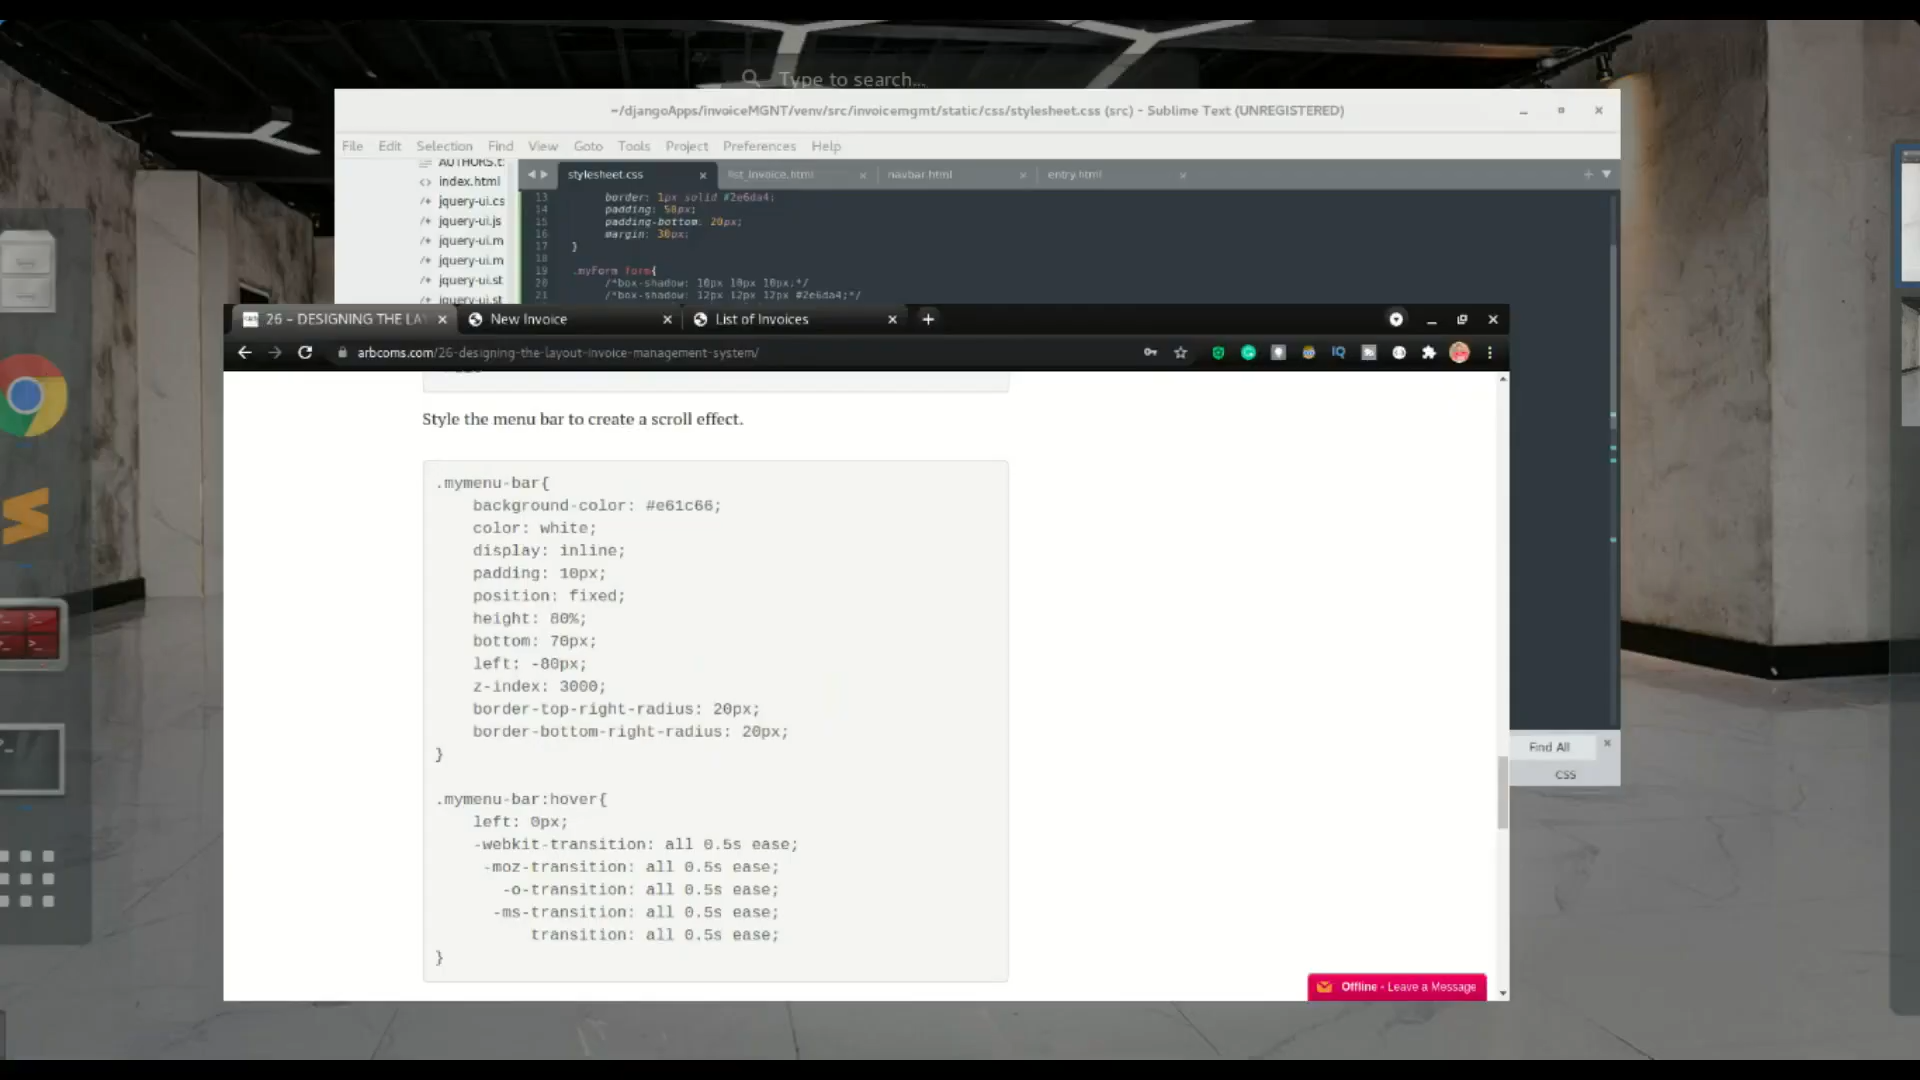 Type to search...
~/djangoApps/invoiceMGNT/venv/src/invoicemgmt/static/css/stylesheet.css (src) - Sublime Text (UNREGISTERED)
File Edit Selection Find View Goto Tools Project Preferences Help
AUTHORS.t
index.html
jquery-ui.cs
jquery-ui.js
jquery-ui.m
jquery-ui.m
jquery-ui.st
jquery-ui.st
stylesheet.css list_invoice.html navbar.html entry.html
13 border: 1px solid #2e6da4;
14 padding: 50px;
15 padding-bottom: 20px;
16 margin: 30px;
17 }
18
19 .myForm form{
20 /*box-shadow: 10px 10px 10px;*/
21 /*box-shadow: 12px 12px 12px #2e6da4;*/
26 – DESIGNING THE LA New Invoice List of Invoices
arbcoms.com/26-designing-the-layout-invoice-management-system/
Style the menu bar to create a scroll effect.
.mymenu-bar{
background-color: #e61c66;
color: white;
display: inline;
padding: 10px;
position: fixed;
height: 80%;
bottom: 70px;
left: -80px;
z-index: 3000;
border-top-right-radius: 20px;
border-bottom-right-radius: 20px;
}
.mymenu-bar:hover{
left: 0px;
-webkit-transition: all 0.5s ease;
-moz-transition: all 0.5s ease;
-o-transition: all 0.5s ease;
-ms-transition: all 0.5s ease;
transition: all 0.5s ease;
}
Find All
CSS
Offline - Leave a Message